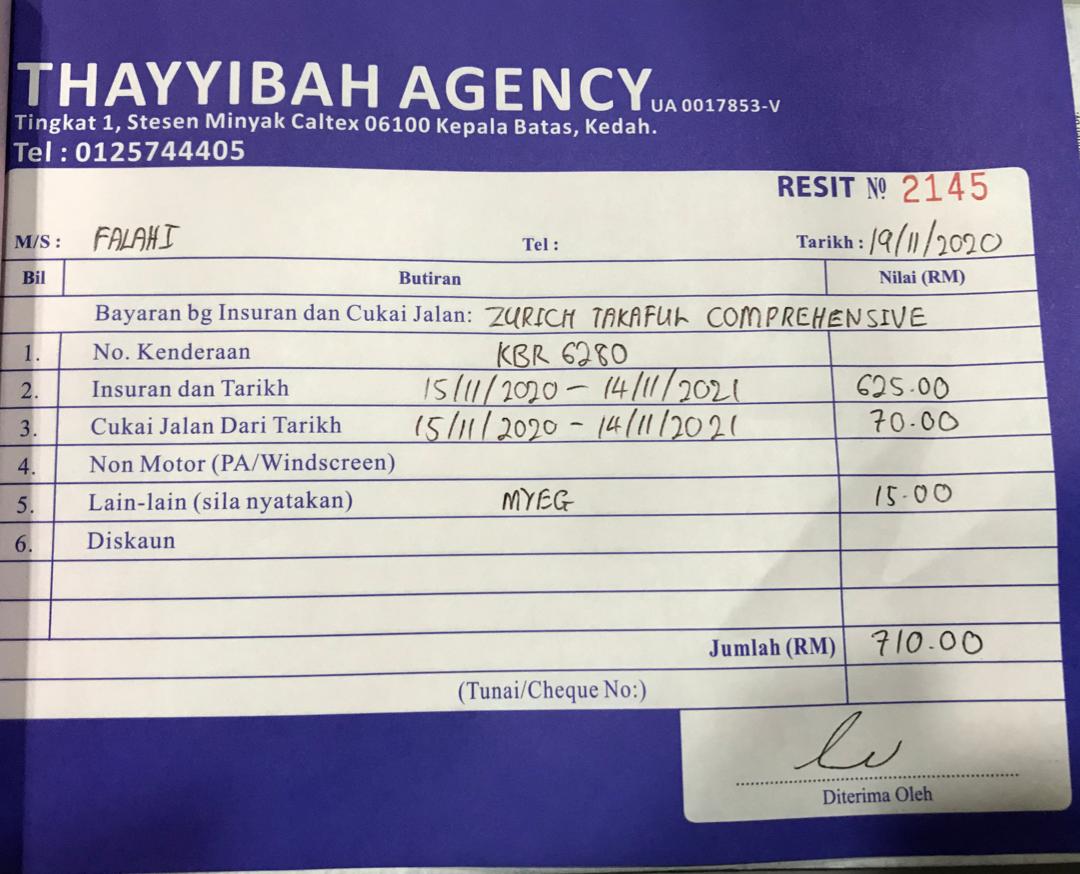 THAYYIBAH AGENCY UA 0017853-V
Tingkat 1, Stesen Minyak Caltex 06100 Kepala Batas, Kedah.
Tel : 0125744405
RESIT Nº 2145
M/S : FALAHI Tel : Tarikh : 19/11/2020
Bil Butiran Nilai (RM)
Bayaran bg Insuran dan Cukai Jalan: ZURICH TAKAFUL COMPREHENSIVE
1. No. Kenderaan KBR 6280
2. Insuran dan Tarikh 15/11/2020 - 14/11/2021 625.00
3. Cukai Jalan Dari Tarikh 15/11/2020 - 14/11/2021 70.00
4. Non Motor (PA/Windscreen)
5. Lain-lain (sila nyatakan) MYEG 15.00
6. Diskaun
Jumlah (RM) 710.00
(Tunai/Cheque No:)
Diterima Oleh